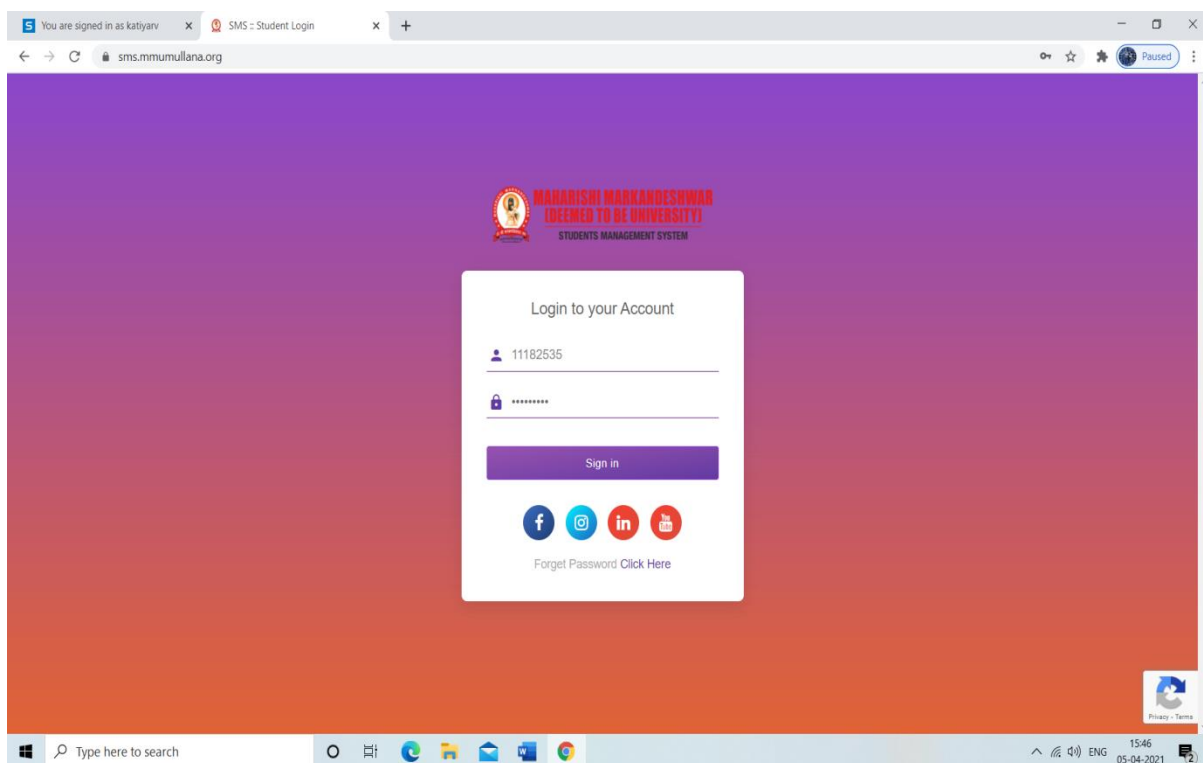 You are signed in as katiyarv
SMS :: Student Login
sms.mmumullana.org
Paused
MAHARISHI MARKANDESHWAR
(DEEMED TO BE UNIVERSITY)
STUDENTS MANAGEMENT SYSTEM
Login to your Account
11182535
•••••••••
Sign in
Forget Password Click Here
Privacy - Terms
Type here to search
ENG
15:46
05-04-2021